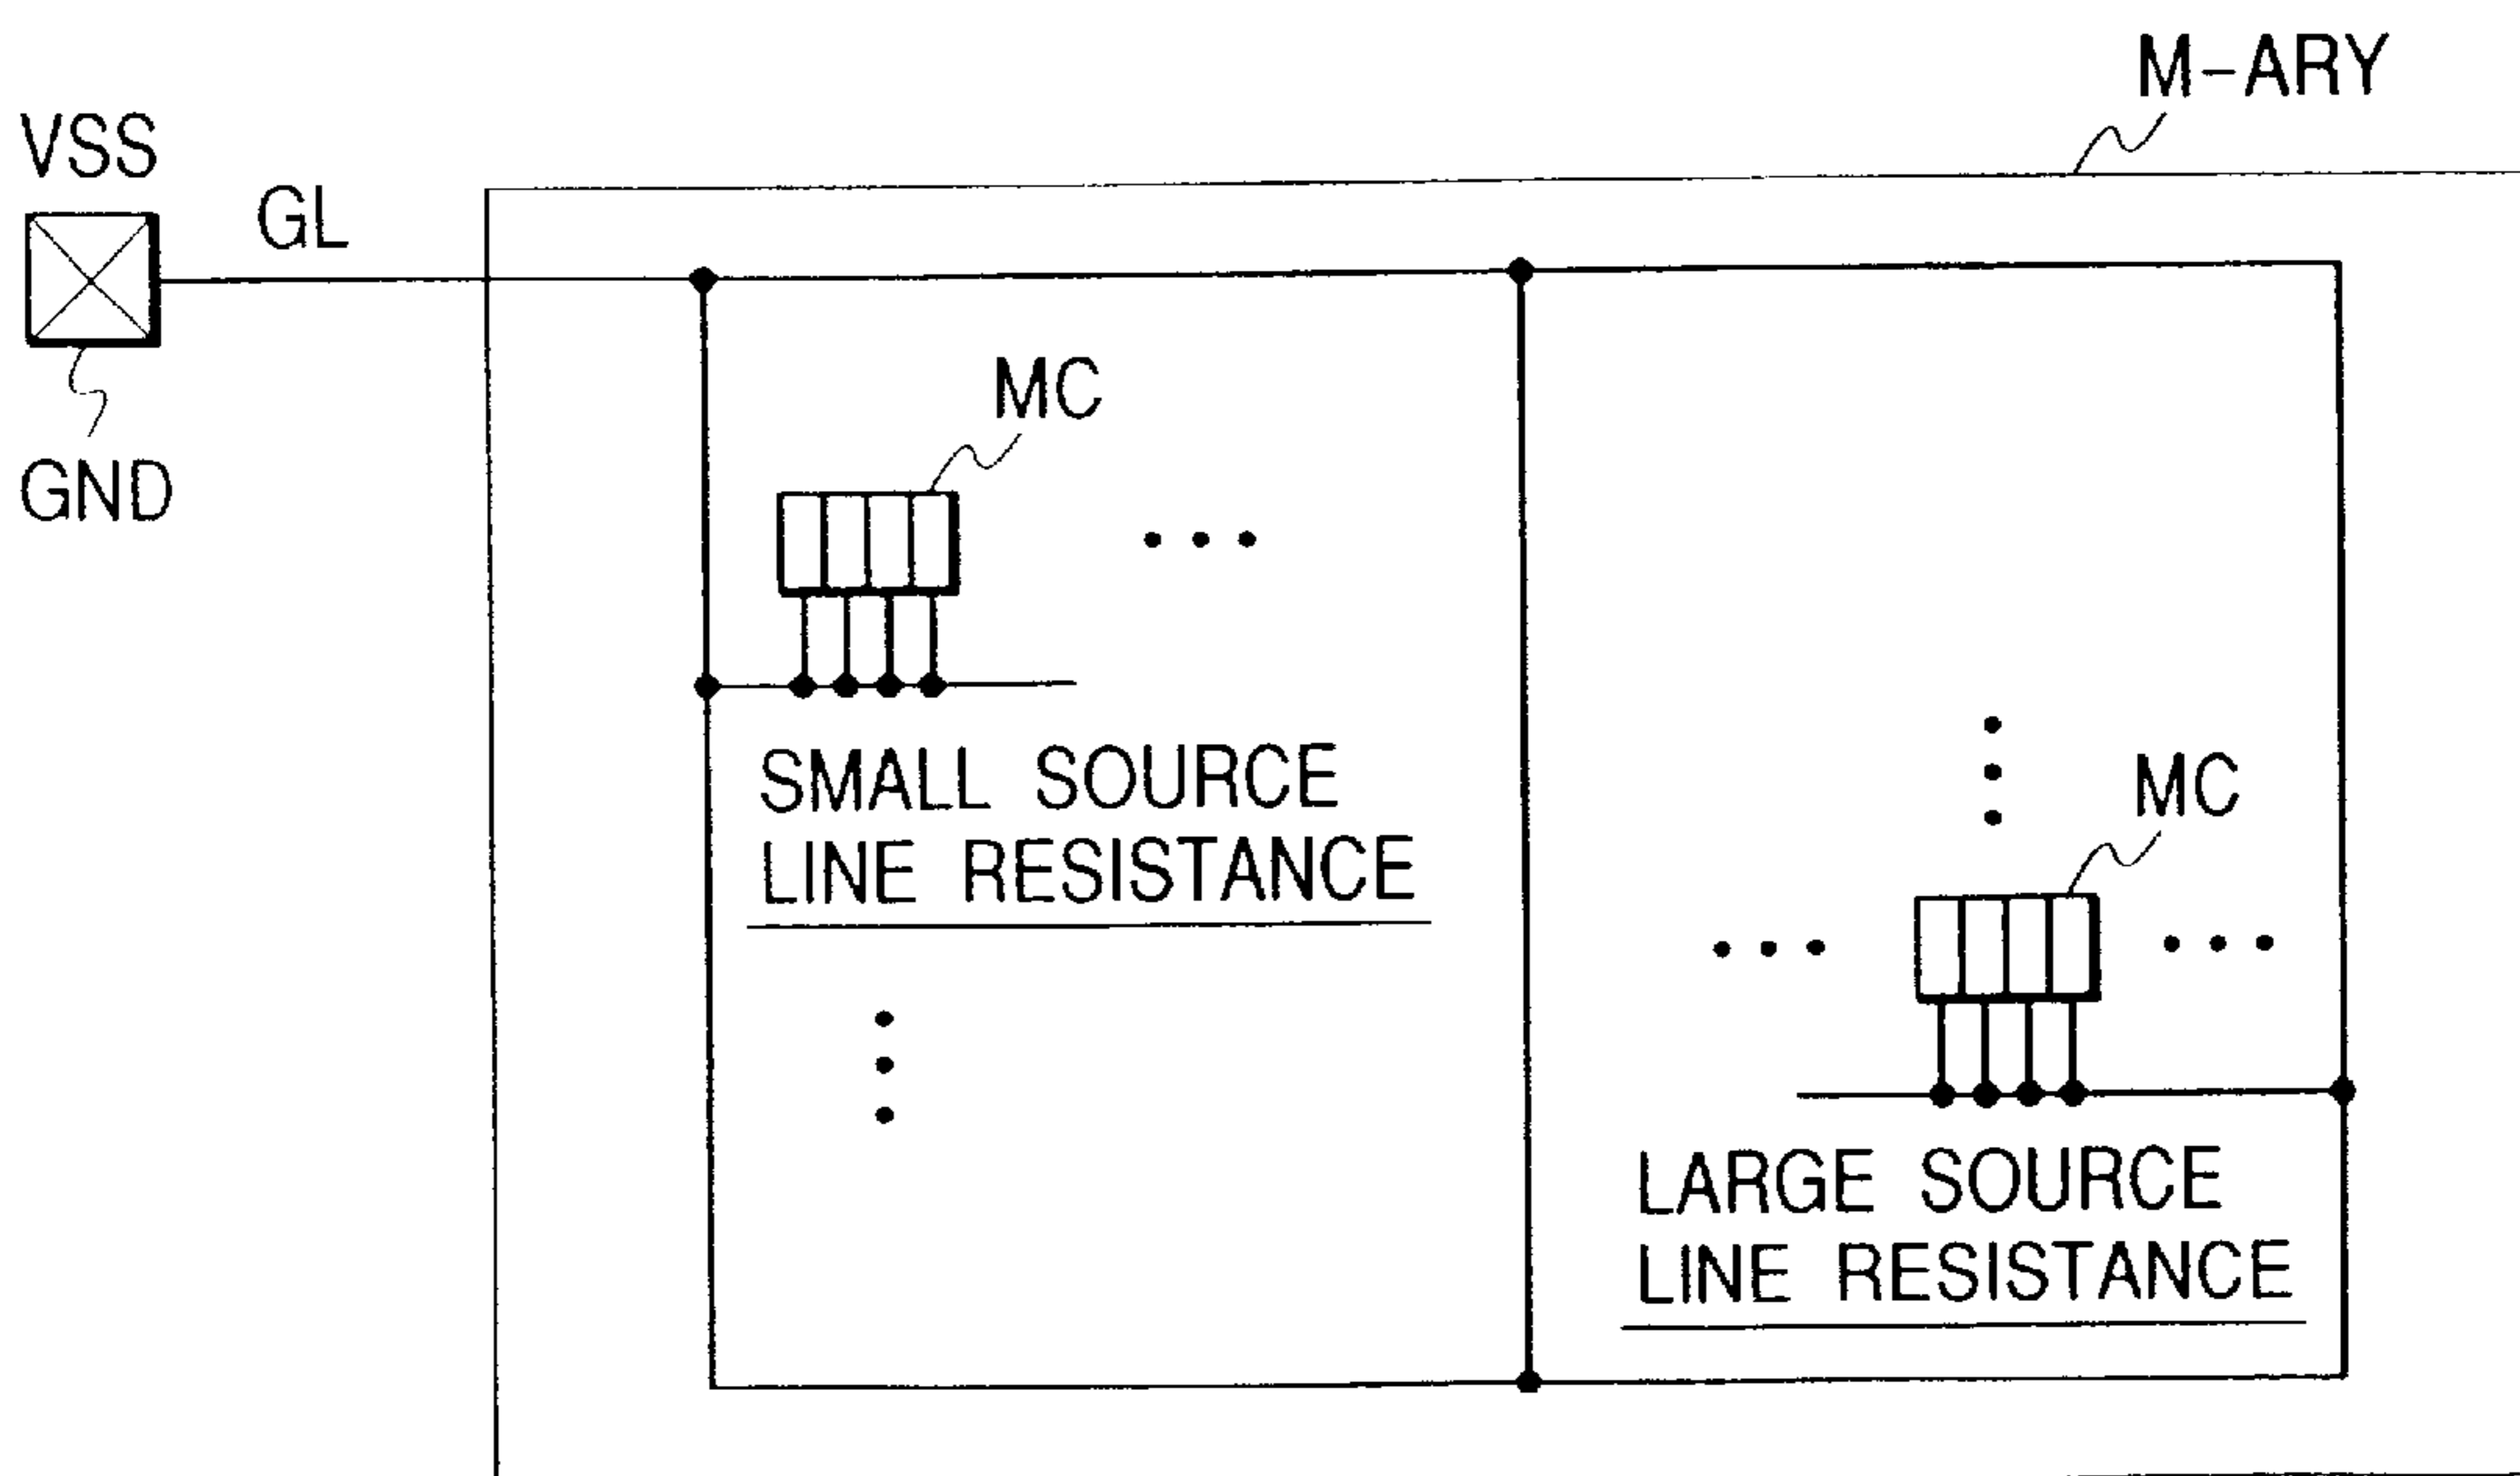 M-ARY
VSS
GL
GND
MC
SMALL SOURCE
LINE RESISTANCE
MC
LARGE SOURCE
LINE RESISTANCE